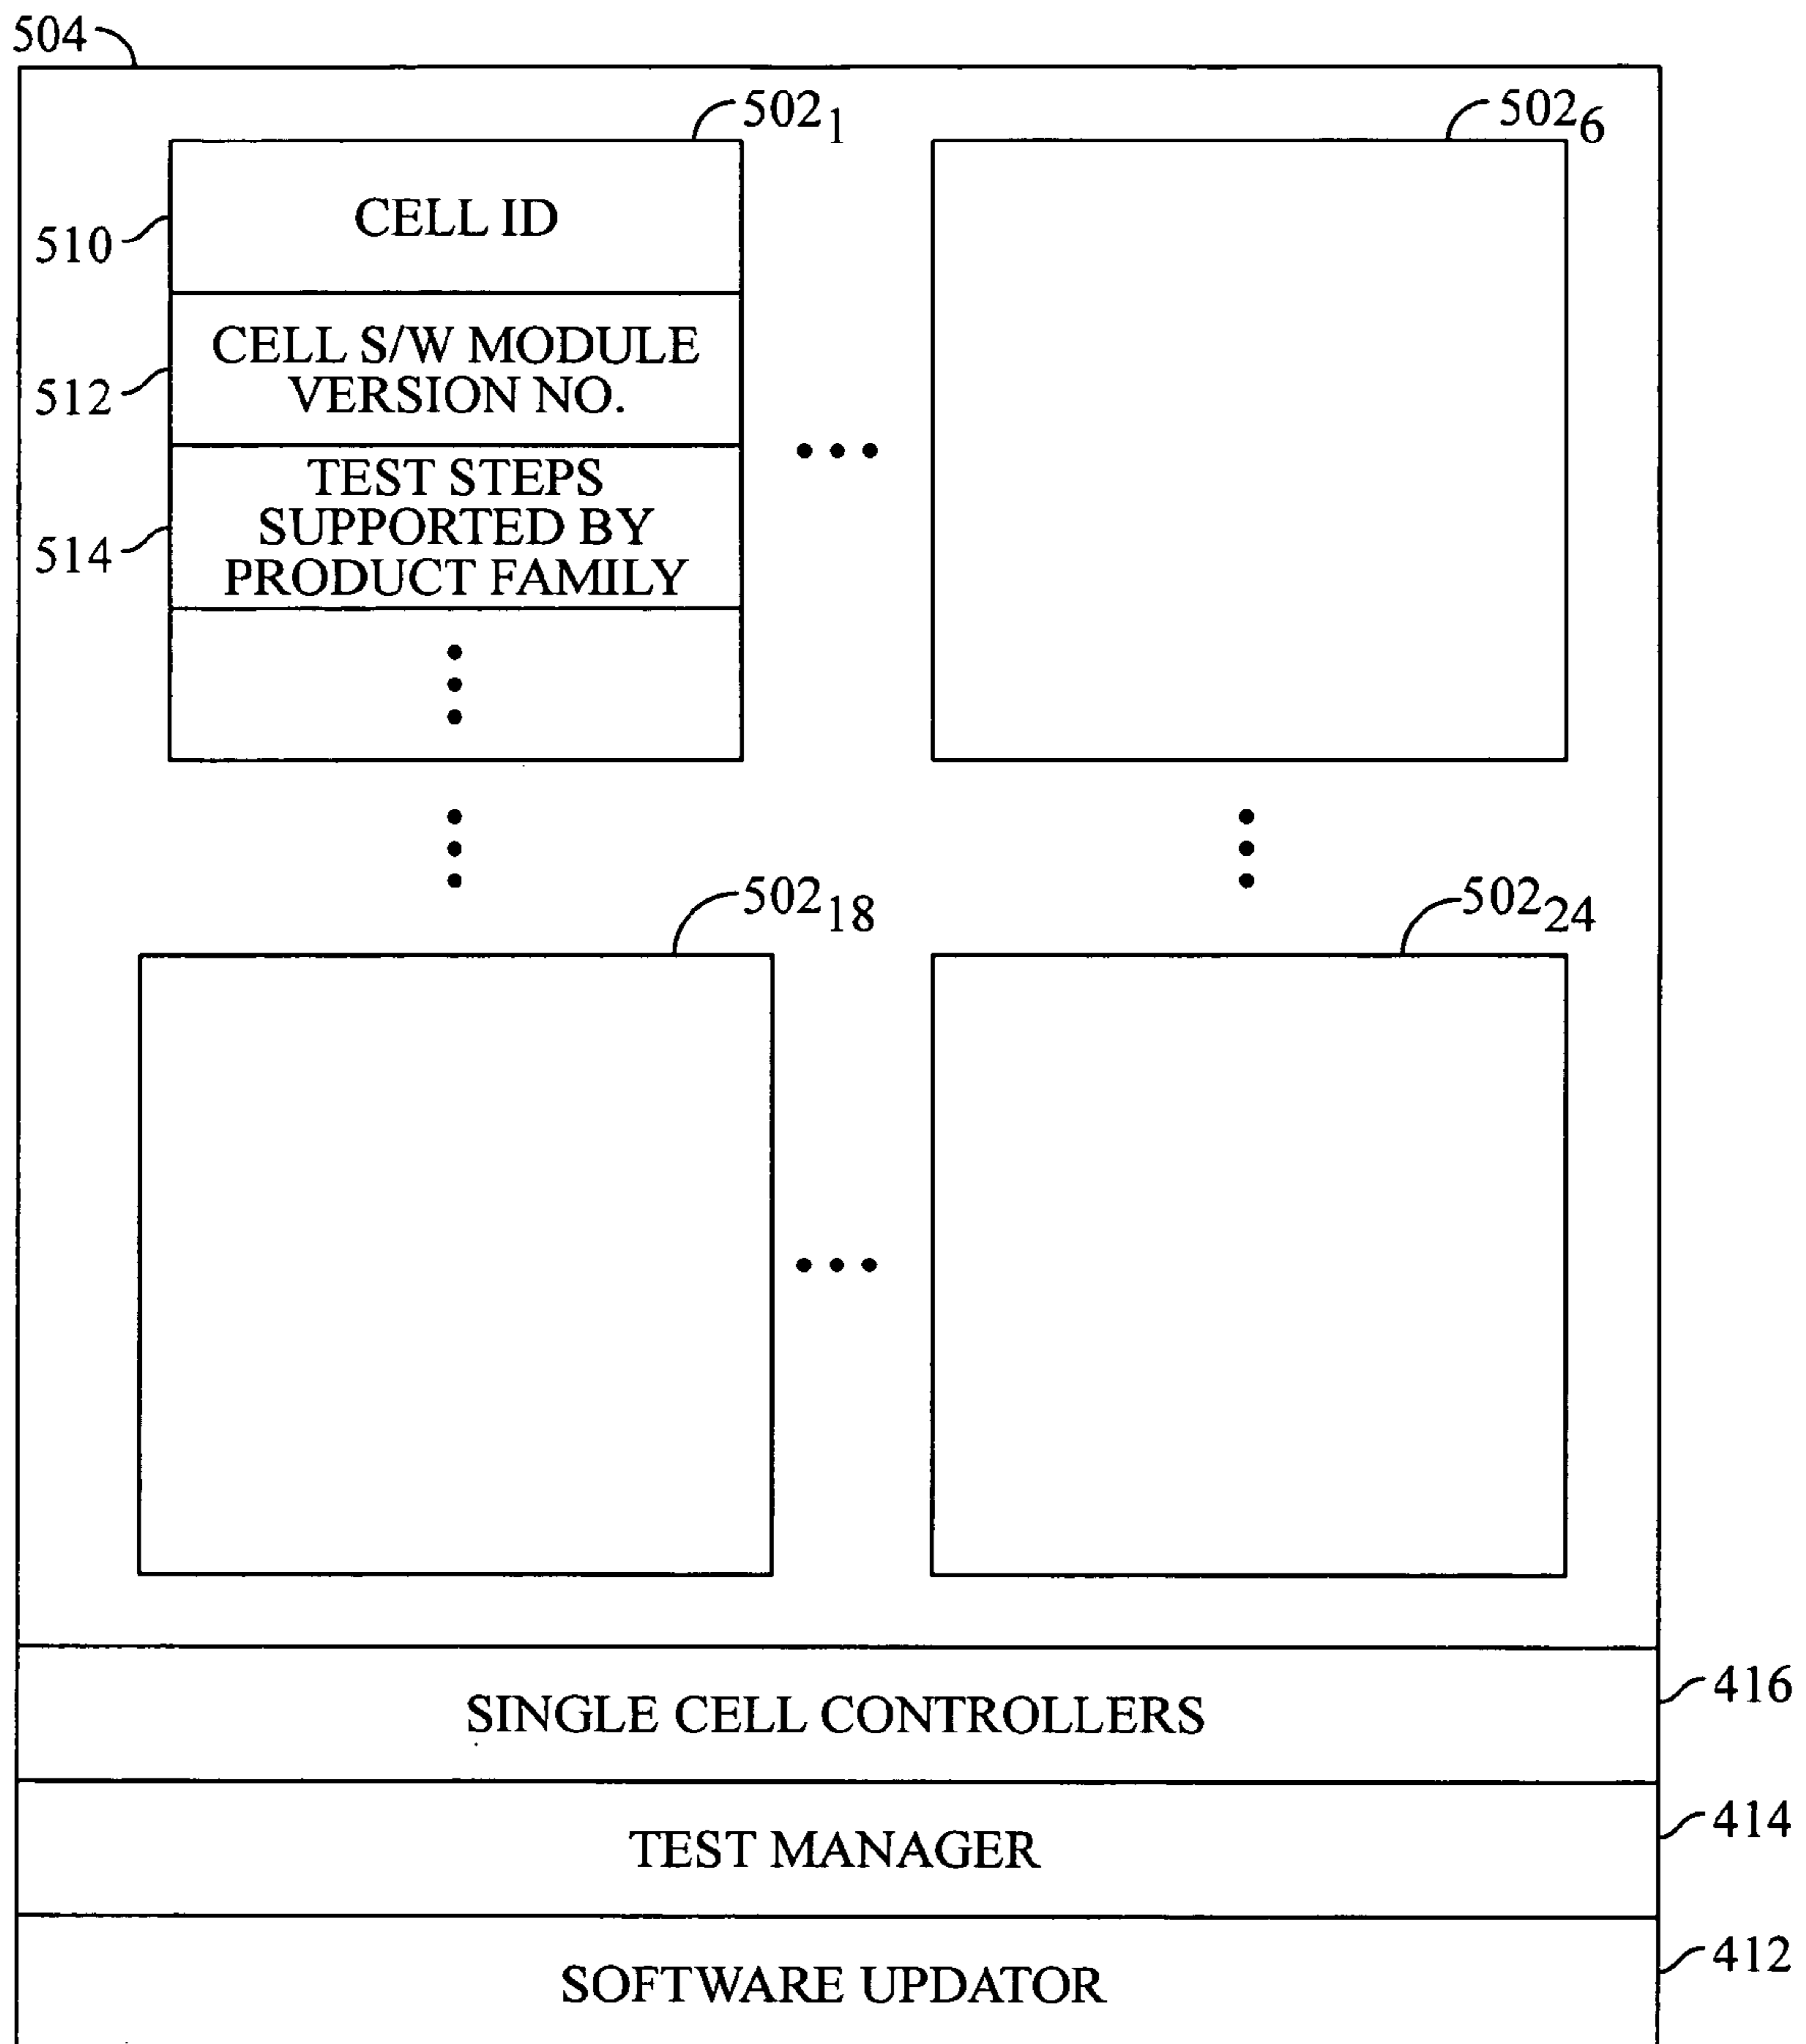 504
502₁
502₆
510
CELL ID
512
CELL S/W MODULE
VERSION NO.
514
TEST STEPS
SUPPORTED BY
PRODUCT FAMILY
502₁₈
502₂₄
SINGLE CELL CONTROLLERS
416
TEST MANAGER
414
SOFTWARE UPDATOR
412